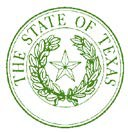 THE STATE OF TEXAS